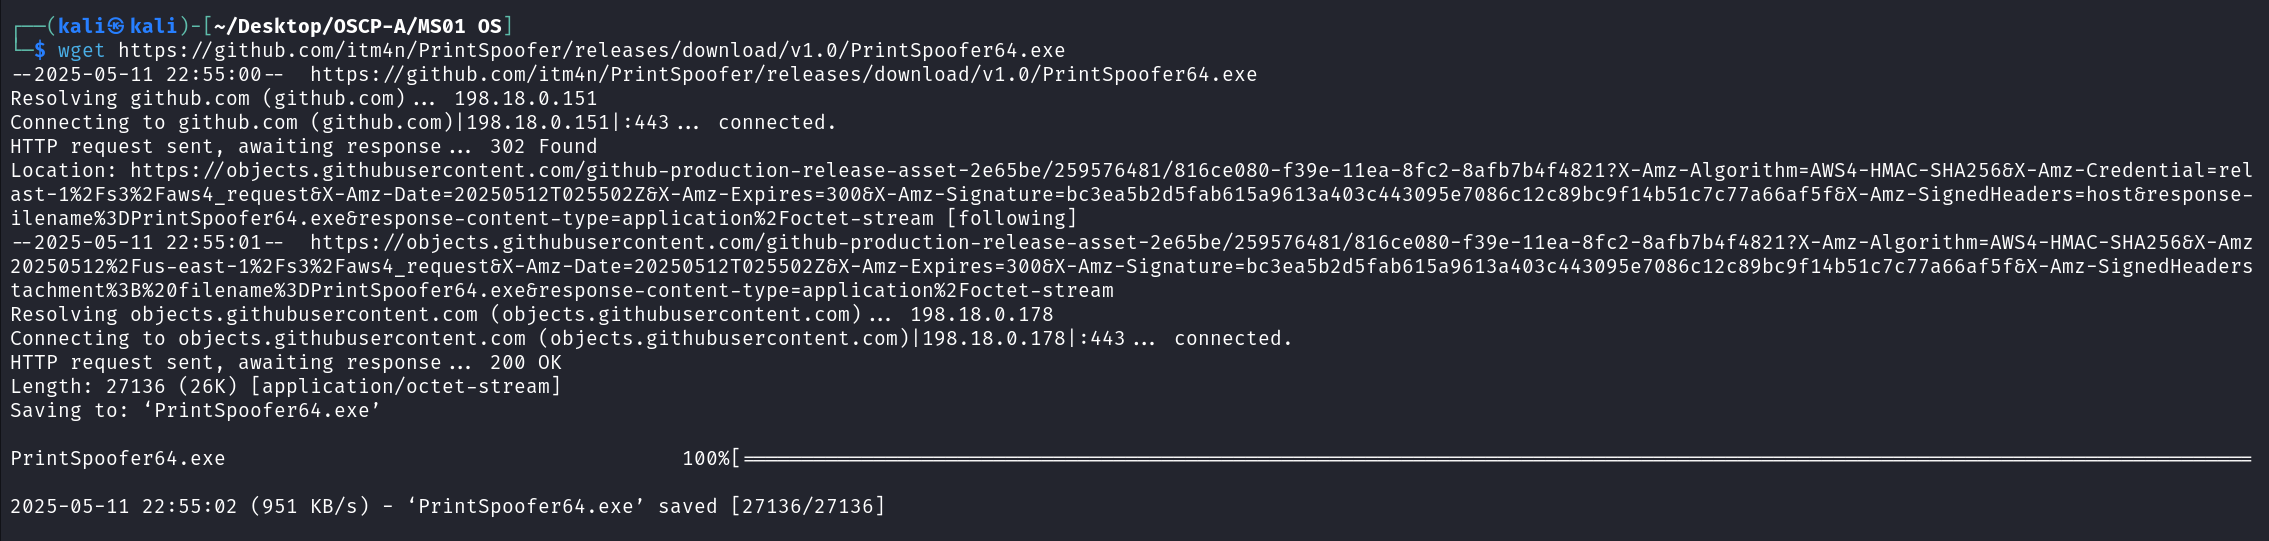 ┌──(kali㉿kali)-[~/Desktop/OSCP-A/MS01 OS]
└─$ wget https://github.com/itm4n/PrintSpoofer/releases/download/v1.0/PrintSpoofer64.exe
--2025-05-11 22:55:00--  https://github.com/itm4n/PrintSpoofer/releases/download/v1.0/PrintSpoofer64.exe
Resolving github.com (github.com)... 198.18.0.151
Connecting to github.com (github.com)|198.18.0.151|:443... connected.
HTTP request sent, awaiting response... 302 Found
Location: https://objects.githubusercontent.com/github-production-release-asset-2e65be/259576481/816ce080-f39e-11ea-8fc2-8afb7b4f4821?X-Amz-Algorithm=AWS4-HMAC-SHA256&X-Amz-Credential=rel
ast-1%2Fs3%2Faws4_request&X-Amz-Date=20250512T025502Z&X-Amz-Expires=300&X-Amz-Signature=bc3ea5b2d5fab615a9613a403c443095e7086c12c89bc9f14b51c7c77a66af5f&X-Amz-SignedHeaders=host&response-
ilename%3DPrintSpoofer64.exe&response-content-type=application%2Foctet-stream [following]
--2025-05-11 22:55:01--  https://objects.githubusercontent.com/github-production-release-asset-2e65be/259576481/816ce080-f39e-11ea-8fc2-8afb7b4f4821?X-Amz-Algorithm=AWS4-HMAC-SHA256&X-Amz
20250512%2Fus-east-1%2Fs3%2Faws4_request&X-Amz-Date=20250512T025502Z&X-Amz-Expires=300&X-Amz-Signature=bc3ea5b2d5fab615a9613a403c443095e7086c12c89bc9f14b51c7c77a66af5f&X-Amz-SignedHeaders
tachment%3B%20filename%3DPrintSpoofer64.exe&response-content-type=application%2Foctet-stream
Resolving objects.githubusercontent.com (objects.githubusercontent.com)... 198.18.0.178
Connecting to objects.githubusercontent.com (objects.githubusercontent.com)|198.18.0.178|:443... connected.
HTTP request sent, awaiting response... 200 OK
Length: 27136 (26K) [application/octet-stream]
Saving to: ‘PrintSpoofer64.exe’
PrintSpoofer64.exe 100%[==============================
2025-05-11 22:55:02 (951 KB/s) - ‘PrintSpoofer64.exe’ saved [27136/27136]